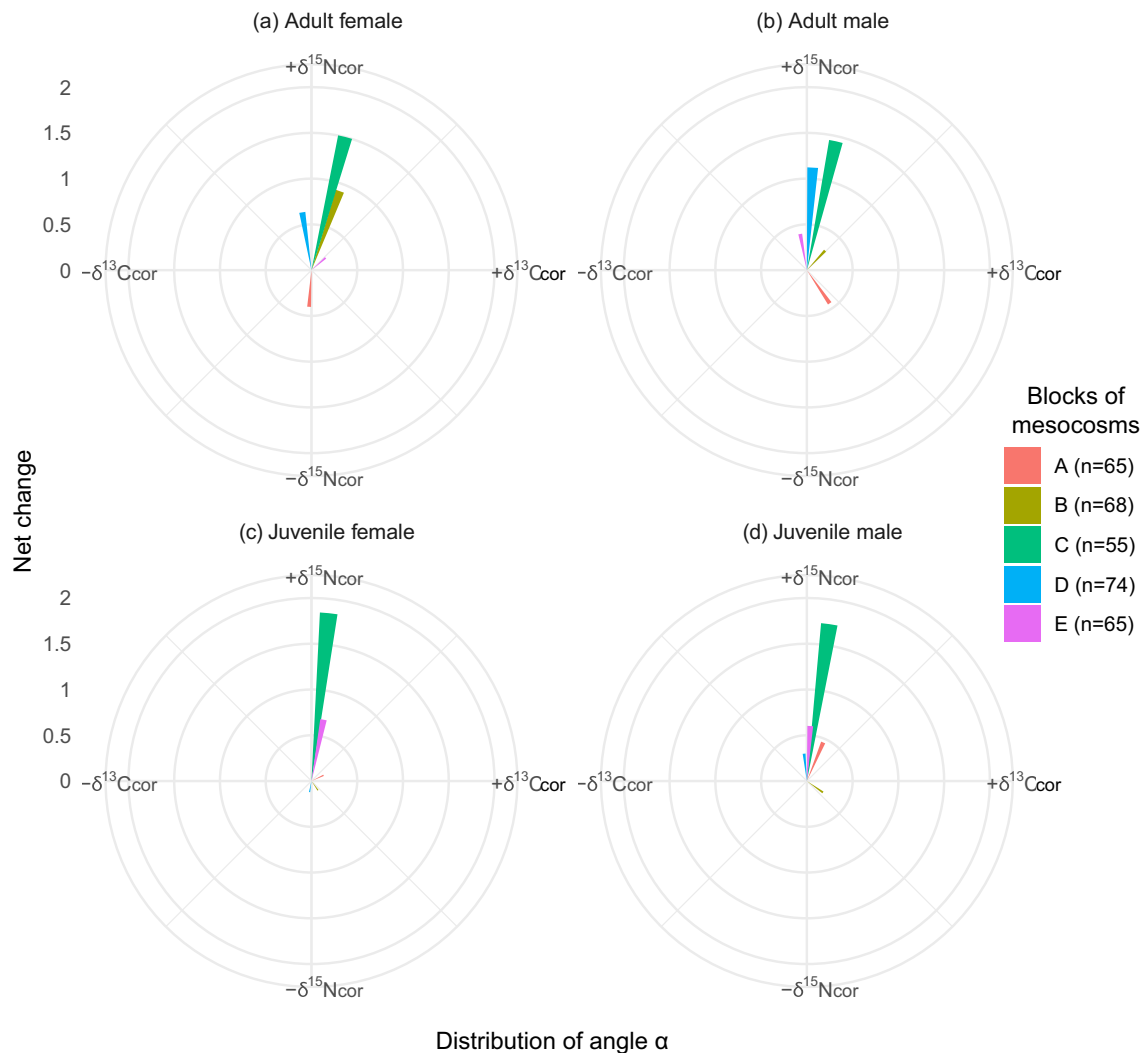 (a) Adult female
(b) Adult male
+δ¹⁵Ncor
+δ¹⁵Ncor
2
1.5
1
0.5
0
−δ¹³Ccor
+δ¹³Ccor
−δ¹³Ccor
+δ¹³Ccor
−δ¹⁵Ncor
−δ¹⁵Ncor
Net change
Blocks of
mesocosms
A (n=65)
B (n=68)
C (n=55)
D (n=74)
E (n=65)
(c) Juvenile female
(d) Juvenile male
+δ¹⁵Ncor
+δ¹⁵Ncor
2
1.5
1
0.5
0
−δ¹³Ccor
+δ¹³Ccor
−δ¹³Ccor
+δ¹³Ccor
−δ¹⁵Ncor
−δ¹⁵Ncor
Distribution of angle α